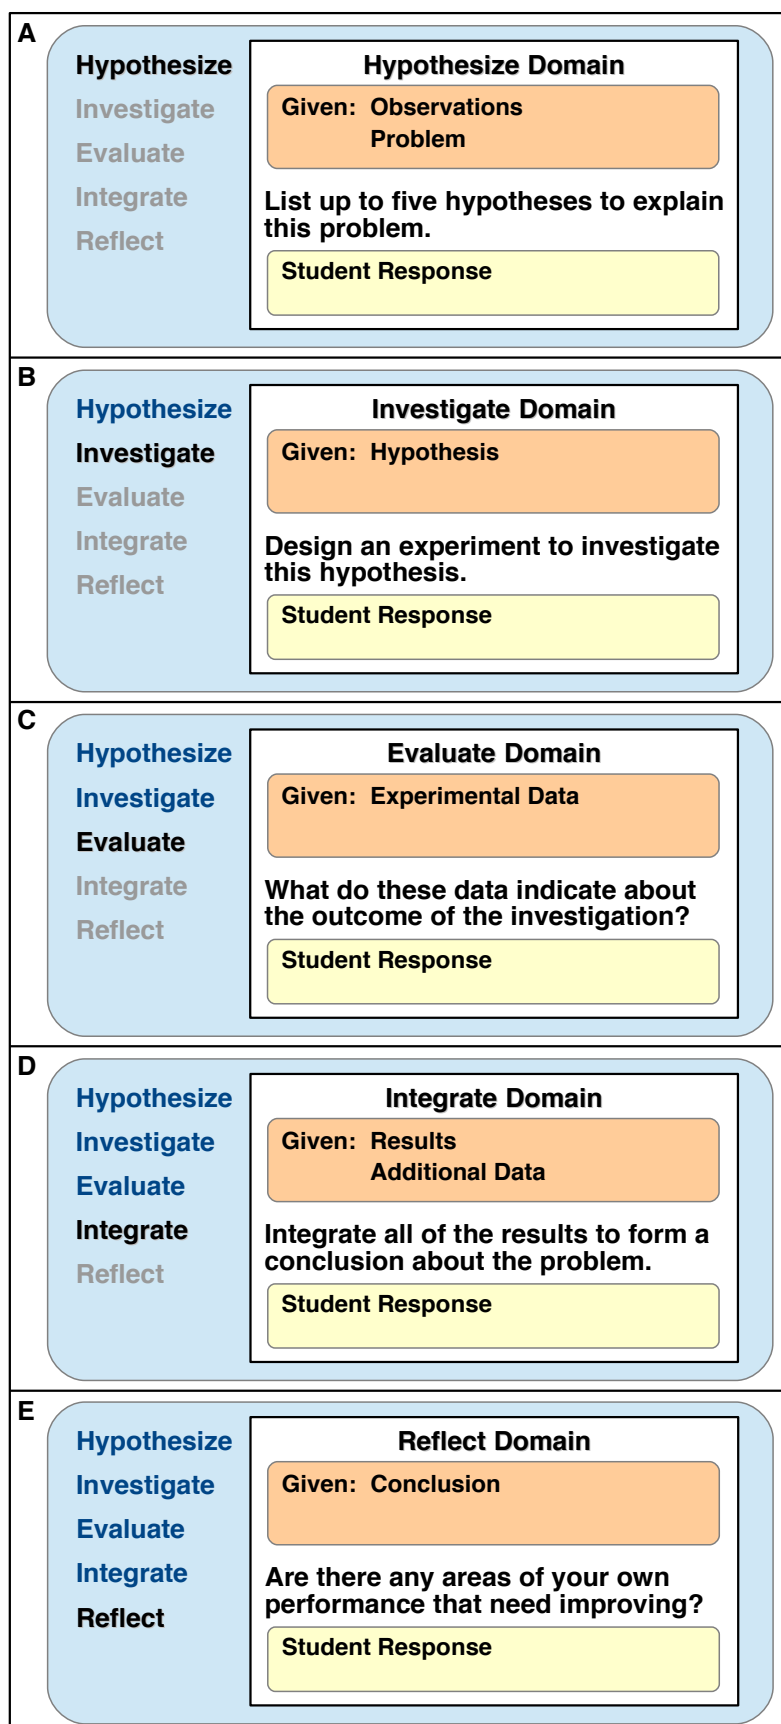 A
Hypothesize
Investigate
Evaluate
Integrate
Reflect
Hypothesize Domain
Given: Observations
Problem
List up to five hypotheses to explain
this problem.
Student Response
B
Hypothesize
Investigate
Evaluate
Integrate
Reflect
Investigate Domain
Given: Hypothesis
Design an experiment to investigate
this hypothesis.
Student Response
C
Hypothesize
Investigate
Evaluate
Integrate
Reflect
Evaluate Domain
Given: Experimental Data
What do these data indicate about
the outcome of the investigation?
Student Response
D
Hypothesize
Investigate
Evaluate
Integrate
Reflect
Integrate Domain
Given: Results
Additional Data
Integrate all of the results to form a
conclusion about the problem.
Student Response
E
Hypothesize
Investigate
Evaluate
Integrate
Reflect
Reflect Domain
Given: Conclusion
Are there any areas of your own
performance that need improving?
Student Response